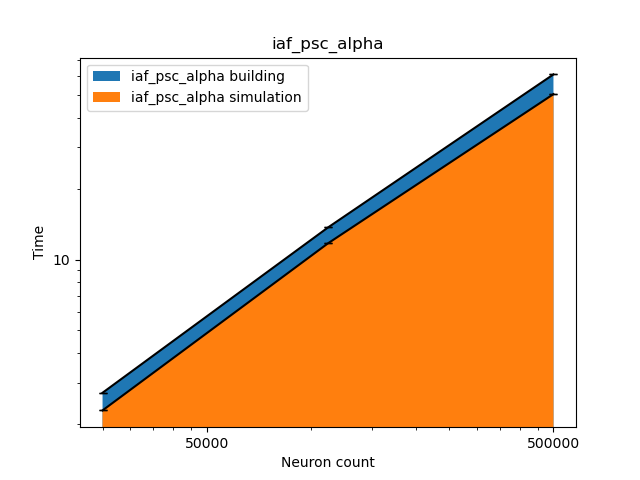 iaf_psc_alpha
iaf_psc_alpha building
iaf_psc_alpha simulation
Time
10
50000
500000
Neuron count